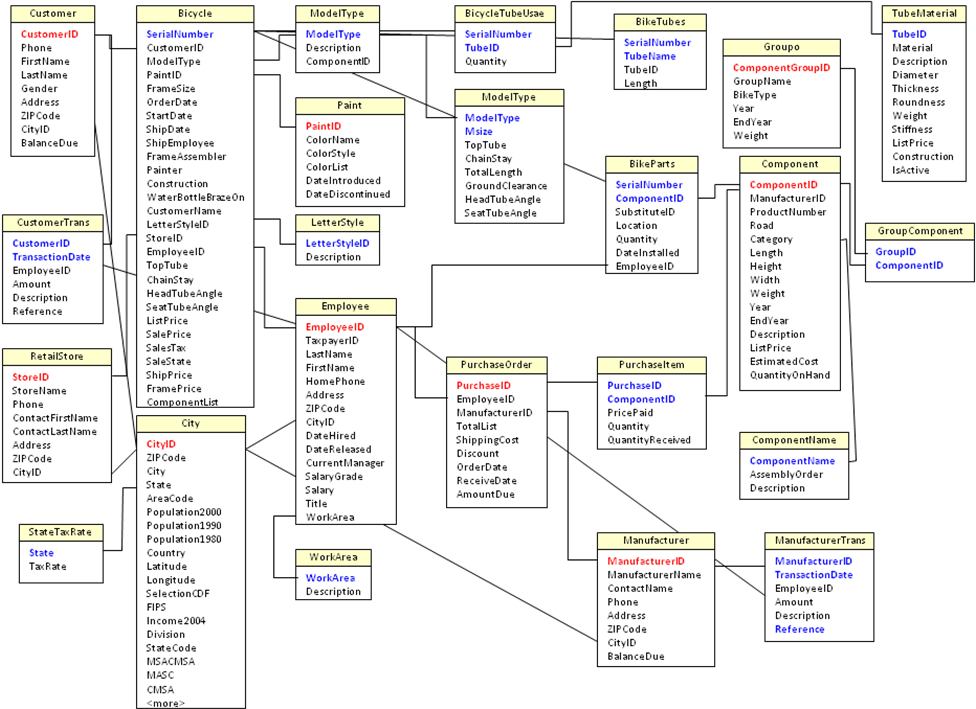 Customer
CustomerID
Phone
FirstName
LastName
Gender
Address
ZIPCode
CityID
BalanceDue
Bicycle
SerialNumber
CustomerID
ModelType
PaintID
FrameSize
OrderDate
StartDate
ShipDate
ShipEmployee
FrameAssembler
Painter
Construction
WaterBottleBrazeOn
CustomerName
LetterStyleID
StoreID
EmployeeID
TopTube
ChainStay
HeadTubeAngle
SeatTubeAngle
ListPrice
SalePrice
SalesTax
SaleState
ShipPrice
FramePrice
ComponentList
ModelType
ModelType
Description
ComponentID
BicycleTubeUsae
SerialNumber
TubeID
Quantity
BikeTubes
SerialNumber
TubeName
TubeID
Length
Groupo
ComponentGroupID
GroupName
BikeType
Year
EndYear
Weight
TubeMaterial
TubeID
Material
Description
Diameter
Thickness
Roundness
Weight
Stiffness
ListPrice
Construction
IsActive
Paint
PaintID
ColorName
ColorStyle
ColorList
DateIntroduced
DateDiscontinued
ModelType
ModelType
Msize
TopTube
ChainStay
TotalLength
GroundClearance
HeadTubeAngle
SeatTubeAngle
BikeParts
SerialNumber
ComponentID
SubstituteID
Location
Quantity
DateInstalled
EmployeeID
Component
ComponentID
ManufacturerID
ProductNumber
Road
Category
Length
Height
Width
Weight
Year
EndYear
Description
ListPrice
EstimatedCost
QuantityOnHand
GroupComponent
GroupID
ComponentID
CustomerTrans
CustomerID
TransactionDate
EmployeeID
Amount
Description
Reference
LetterStyle
LetterStyleID
Description
Employee
EmployeeID
TaxpayerID
LastName
FirstName
HomePhone
Address
ZIPCode
CityID
DateHired
DateReleased
CurrentManager
SalaryGrade
Salary
Title
WorkArea
RetailStore
StoreID
StoreName
Phone
ContactFirstName
ContactLastName
Address
ZIPCode
CityID
PurchaseOrder
PurchaseID
EmployeeID
ManufacturerID
TotalList
ShippingCost
Discount
OrderDate
ReceiveDate
AmountDue
PurchaseItem
PurchaseID
ComponentID
PricePaid
Quantity
QuantityReceived
ComponentName
ComponentName
AssemblyOrder
Description
City
CityID
ZIPCode
City
State
AreaCode
Population2000
Population1990
Population1980
Country
Latitude
Longitude
SelectionCDF
FIPS
Income2004
Division
StateCode
MSACMSA
MASC
CMSA
<more>
StateTaxRate
State
TaxRate
WorkArea
WorkArea
Description
Manufacturer
ManufacturerID
ManufacturerName
ContactName
Phone
Address
ZIPCode
CityID
BalanceDue
ManufacturerTrans
ManufacturerID
TransactionDate
EmployeeID
Amount
Description
Reference